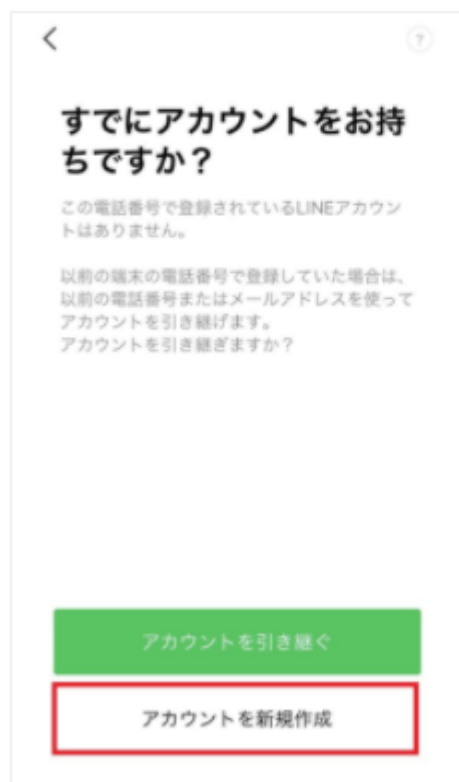 すでにアカウントをお持
ちですか？
この電話番号で登録されているLINEアカウン
トはありません。
以前の端末の電話番号で登録していた場合は、
以前の電話番号またはメールアドレスを使って
アカウントを引き継げます。
アカウントを引き継ぎますか？
アカウントを引き継ぐ
アカウントを新規作成